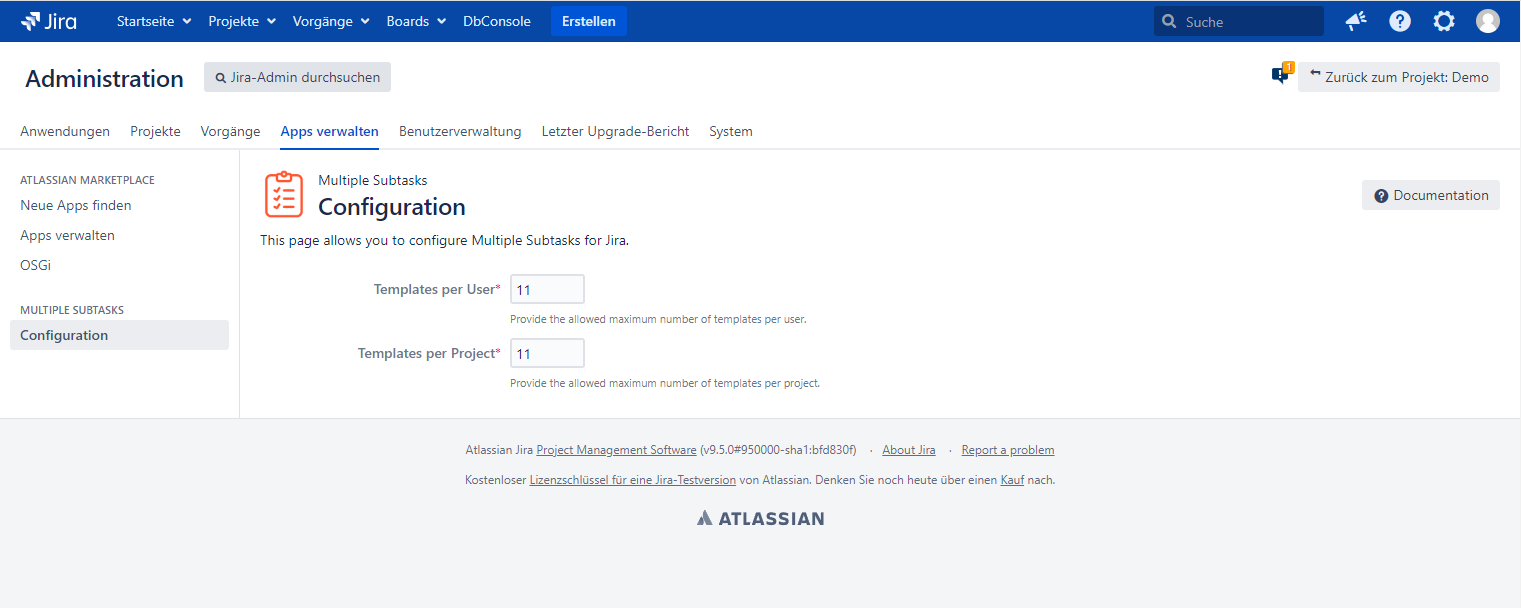 Jira Startseite Projekte Vorgänge Boards DbConsole Erstellen Suche
Administration Jira-Admin durchsuchen 1 Zurück zum Projekt: Demo
Anwendungen Projekte Vorgänge Apps verwalten Benutzerverwaltung Letzter Upgrade-Bericht System
ATLASSIAN MARKETPLACE
Neue Apps finden
Apps verwalten
OSGi
MULTIPLE SUBTASKS
Configuration
Multiple Subtasks
Configuration
Documentation
This page allows you to configure Multiple Subtasks for Jira.
Templates per User* 11
Provide the allowed maximum number of templates per user.
Templates per Project* 11
Provide the allowed maximum number of templates per project.
Atlassian Jira Project Management Software (v9.5.0#950000-sha1:bfd830f) · About Jira · Report a problem
Kostenloser Lizenzschlüssel für eine Jira-Testversion von Atlassian. Denken Sie noch heute über einen Kauf nach.
ATLASSIAN